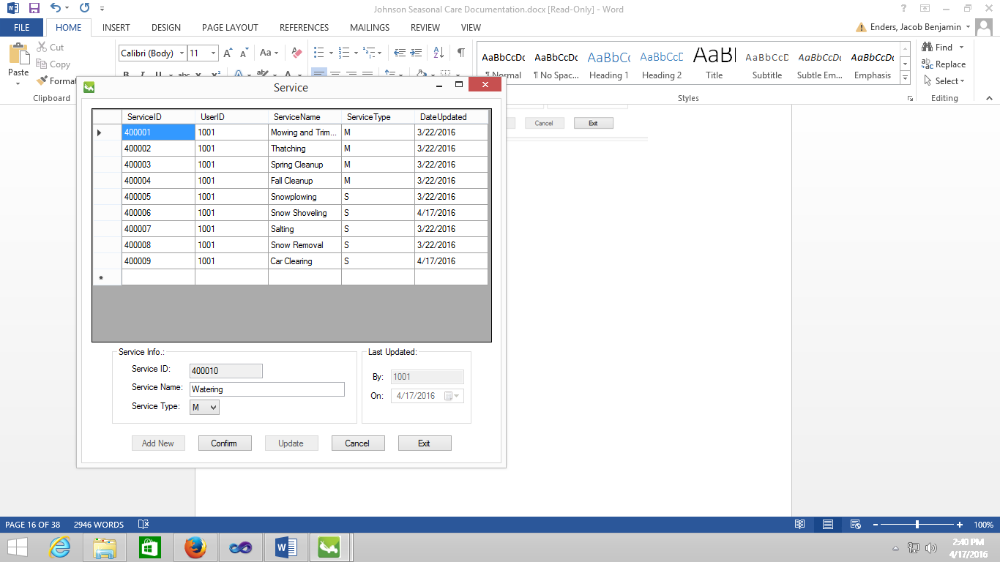 Johnson Seasonal Care Documentation.docx [Read-Only] - Word
FILE HOME INSERT DESIGN PAGE LAYOUT REFERENCES MAILINGS REVIEW VIEW Enders, Jacob Benjamin
Paste
Cut
Copy
Format
Clipboard
Calibri (Body) 11
AaBbCcDc AaBbCcDc AaBbCc AaBbCcD AaBl AaBbCcD AaBbCcDc AaBbCcDc
¶ Normal ¶ No Spac... Heading 1 Heading 2 Title Subtitle Subtle Em... Emphasis
Styles
Find
Replace
Select
Editing
Cancel Exit
Service
ServiceID UserID ServiceName ServiceType DateUpdated
400001 1001 Mowing and Trim... M 3/22/2016
400002 1001 Thatching M 3/22/2016
400003 1001 Spring Cleanup M 3/22/2016
400004 1001 Fall Cleanup M 3/22/2016
400005 1001 Snowplowing S 3/22/2016
400006 1001 Snow Shoveling S 4/17/2016
400007 1001 Salting S 3/22/2016
400008 1001 Snow Removal S 3/22/2016
400009 1001 Car Clearing S 4/17/2016
Service Info.:
Service ID: 400010
Service Name: Watering
Service Type: M
Last Updated:
By: 1001
On: 4/17/2016
Add New Confirm Update Cancel Exit
PAGE 16 OF 38 2946 WORDS 100%
2:40 PM
4/17/2016